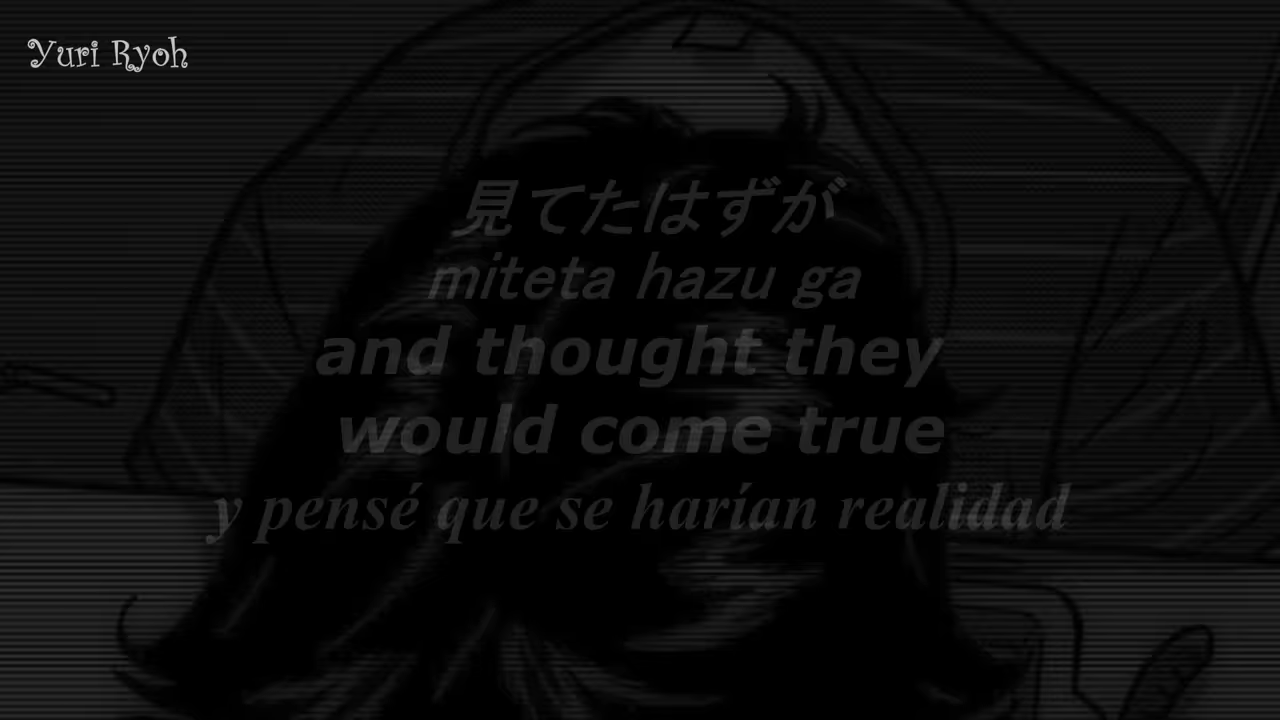 Yuri Ryoh
見てたはずが
miteta hazu ga
and thought they
would come true
y pensé que se harían realidad